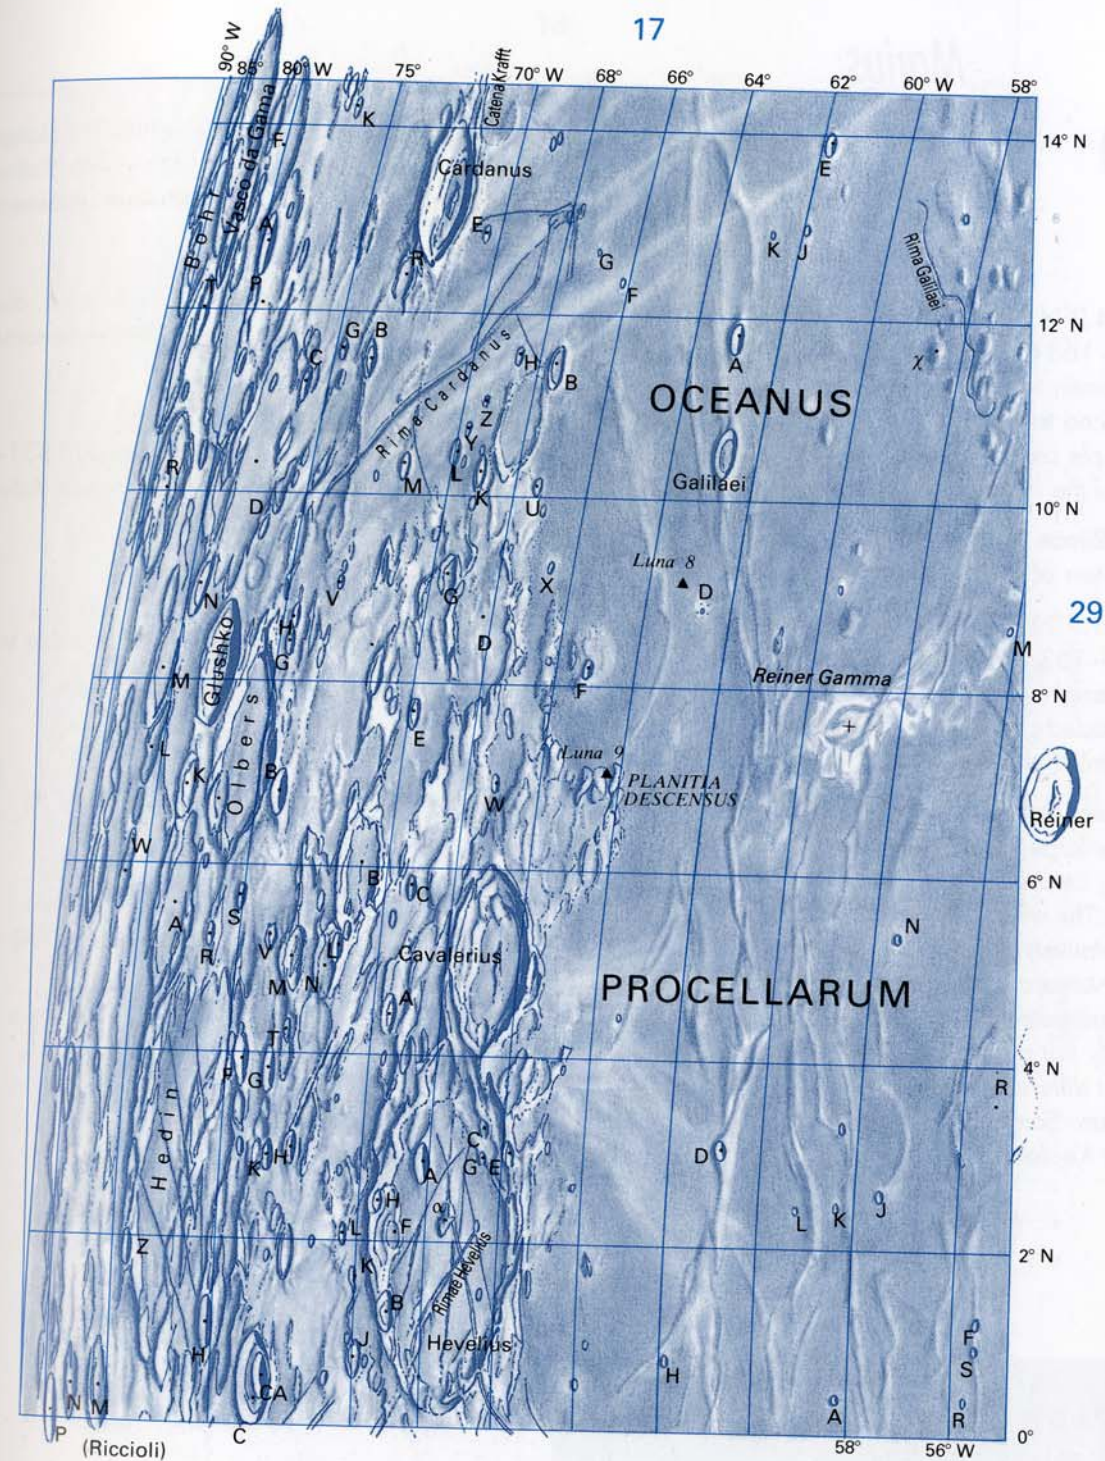 17
90° W
85°
80° W
75°
70° W
68°
66°
64°
62°
60° W
58°
Catena Krafft
K
14° N
Vasco da Gama
F
Cardanus
E
Bohr
A
E
K
J
Rima Galilaei
R
G
T
P
F
12° N
G
B
C
H
B
A
χ
Rima Cardanus
OCEANUS
Z
Y
R
M
L
K
Galilaei
D
U
10° N
Luna 8
X
D
N
V
G
29
H
D
M
Glushko
G
Reiner Gamma
M
F
8° N
L
E
Luna 9
K
Olbers
B
PLANITIA
DESCENSUS
W
Reiner
W
B
C
6° N
A
S
N
R
V
L
Cavalerius
M
N
A
PROCELLARUM
T
F
G
4° N
R
Hedin
C
K
H
A
G
E
D
H
α
L
F
L
K
J
Z
2° N
K
Rimae Hevelius
B
J
Hevelius
F
H
S
CA
H
N
M
A
R
0°
P
(Riccioli)
C
58°
56° W